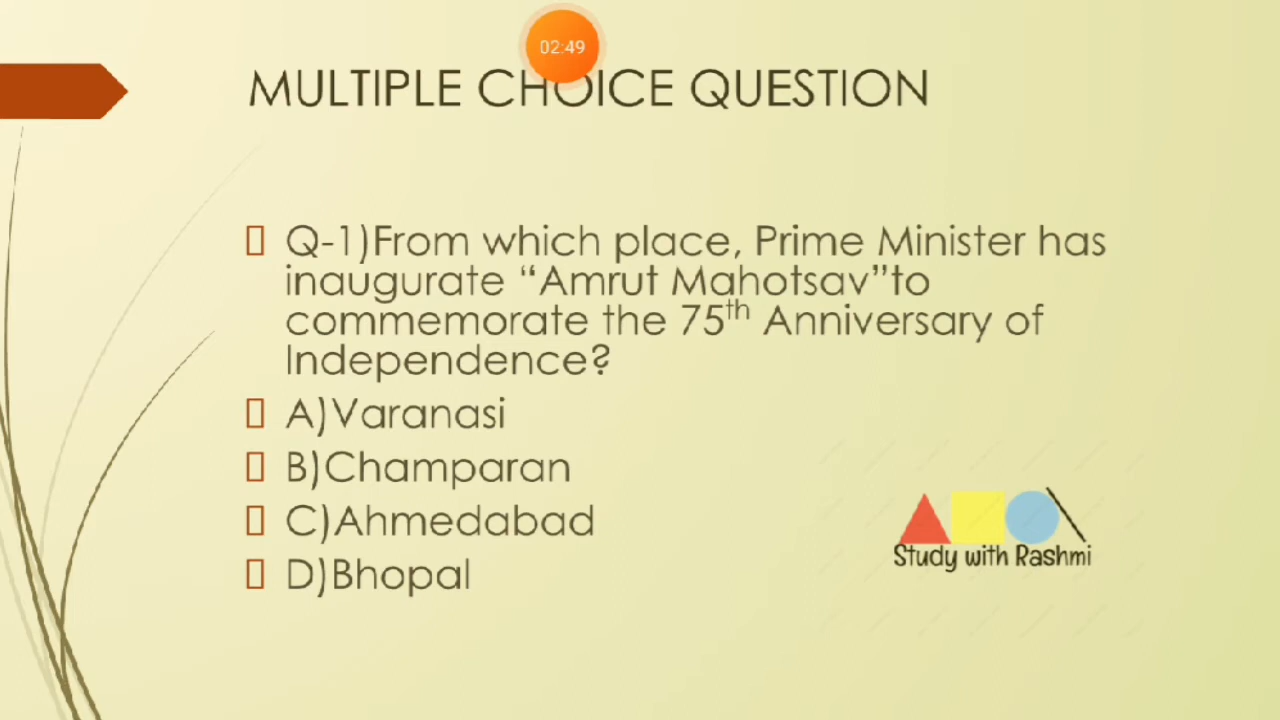 02:49
MULTIPLE CHOICE QUESTION
Q-1)From which place, Prime Minister has
inaugurate “Amrut Mahotsav”to
commemorate the 75th Anniversary of
Independence?
A)Varanasi
B)Champaran
C)Ahmedabad
D)Bhopal
Study with Rashmi